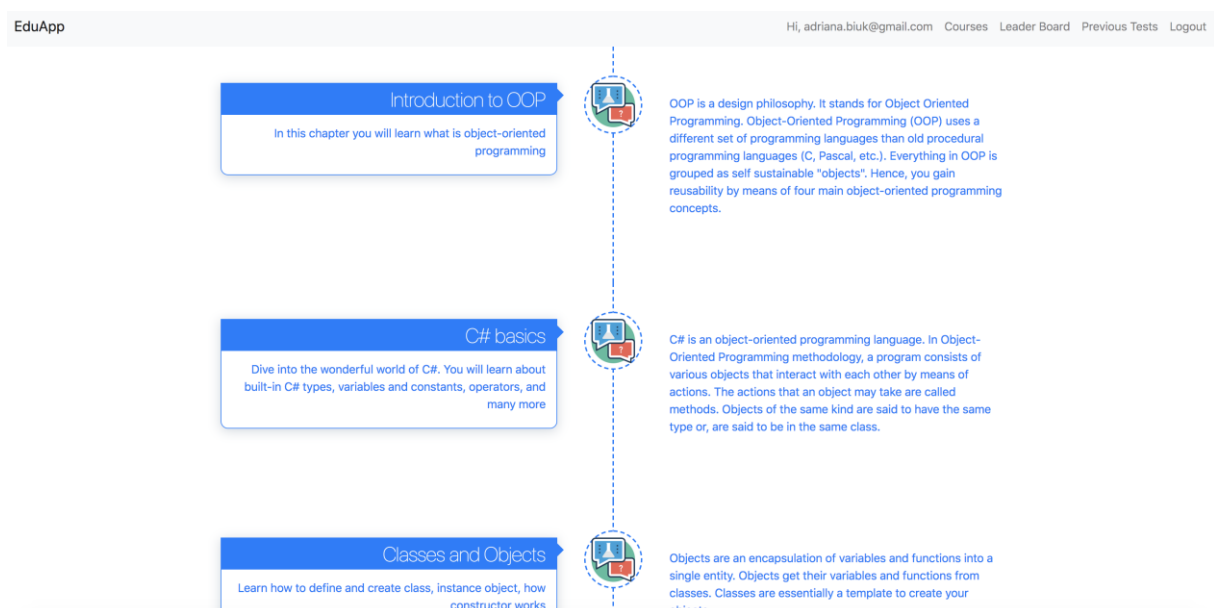 EduApp
Hi, adriana.biuk@gmail.com Courses Leader Board Previous Tests Logout
Introduction to OOP
In this chapter you will learn what is object-oriented
programming
OOP is a design philosophy. It stands for Object Oriented
Programming. Object-Oriented Programming (OOP) uses a
different set of programming languages than old procedural
programming languages (C, Pascal, etc.). Everything in OOP is
grouped as self sustainable "objects". Hence, you gain
reusability by means of four main object-oriented programming
concepts.
C# basics
Dive into the wonderful world of C#. You will learn about
built-in C# types, variables and constants, operators, and
many more
C# is an object-oriented programming language. In Object-
Oriented Programming methodology, a program consists of
various objects that interact with each other by means of
actions. The actions that an object may take are called
methods. Objects of the same kind are said to have the same
type or, are said to be in the same class.
Classes and Objects
Learn how to define and create class, instance object, how
constructor works
Objects are an encapsulation of variables and functions into a
single entity. Objects get their variables and functions from
classes. Classes are essentially a template to create your